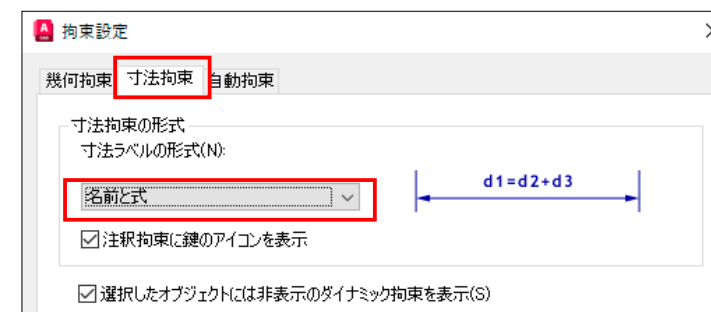 拘束設定
幾何拘束 寸法拘束 自動拘束
寸法拘束の形式
寸法ラベルの形式(N):
名前と式
d1=d2+d3
注釈拘束に鍵のアイコンを表示
選択したオブジェクトには非表示のダイナミック拘束を表示(S)